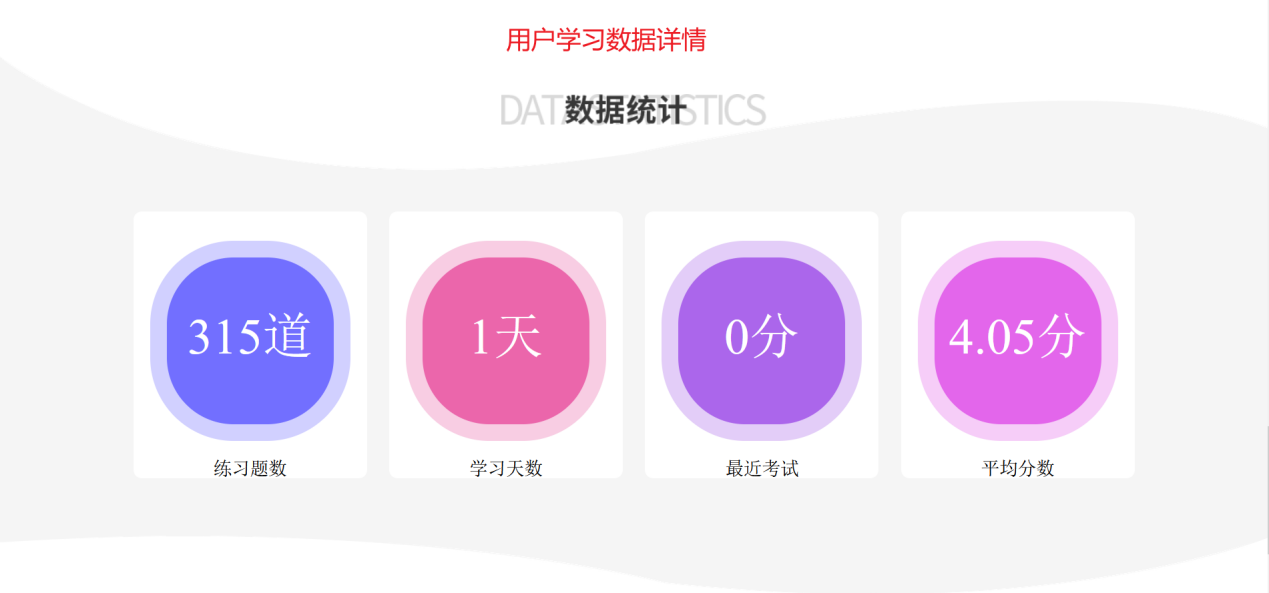 用户学习数据详情
DATA STATISTICS
数据统计
315道
1天
0分
4.05分
练习题数
学习天数
最近考试
平均分数